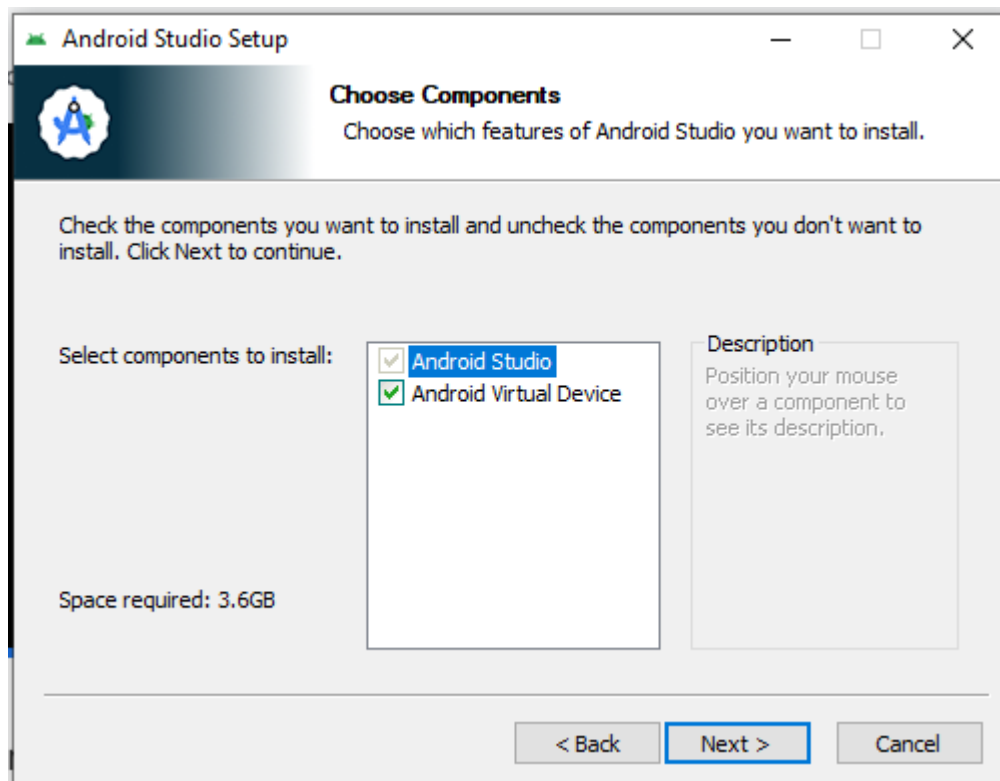 Android Studio Setup
Choose Components
Choose which features of Android Studio you want to install.
Check the components you want to install and uncheck the components you don't want to
install. Click Next to continue.
Select components to install:
Android Studio
Android Virtual Device
Description
Position your mouse
over a component to
see its description.
Space required: 3.6GB
< Back
Next >
Cancel